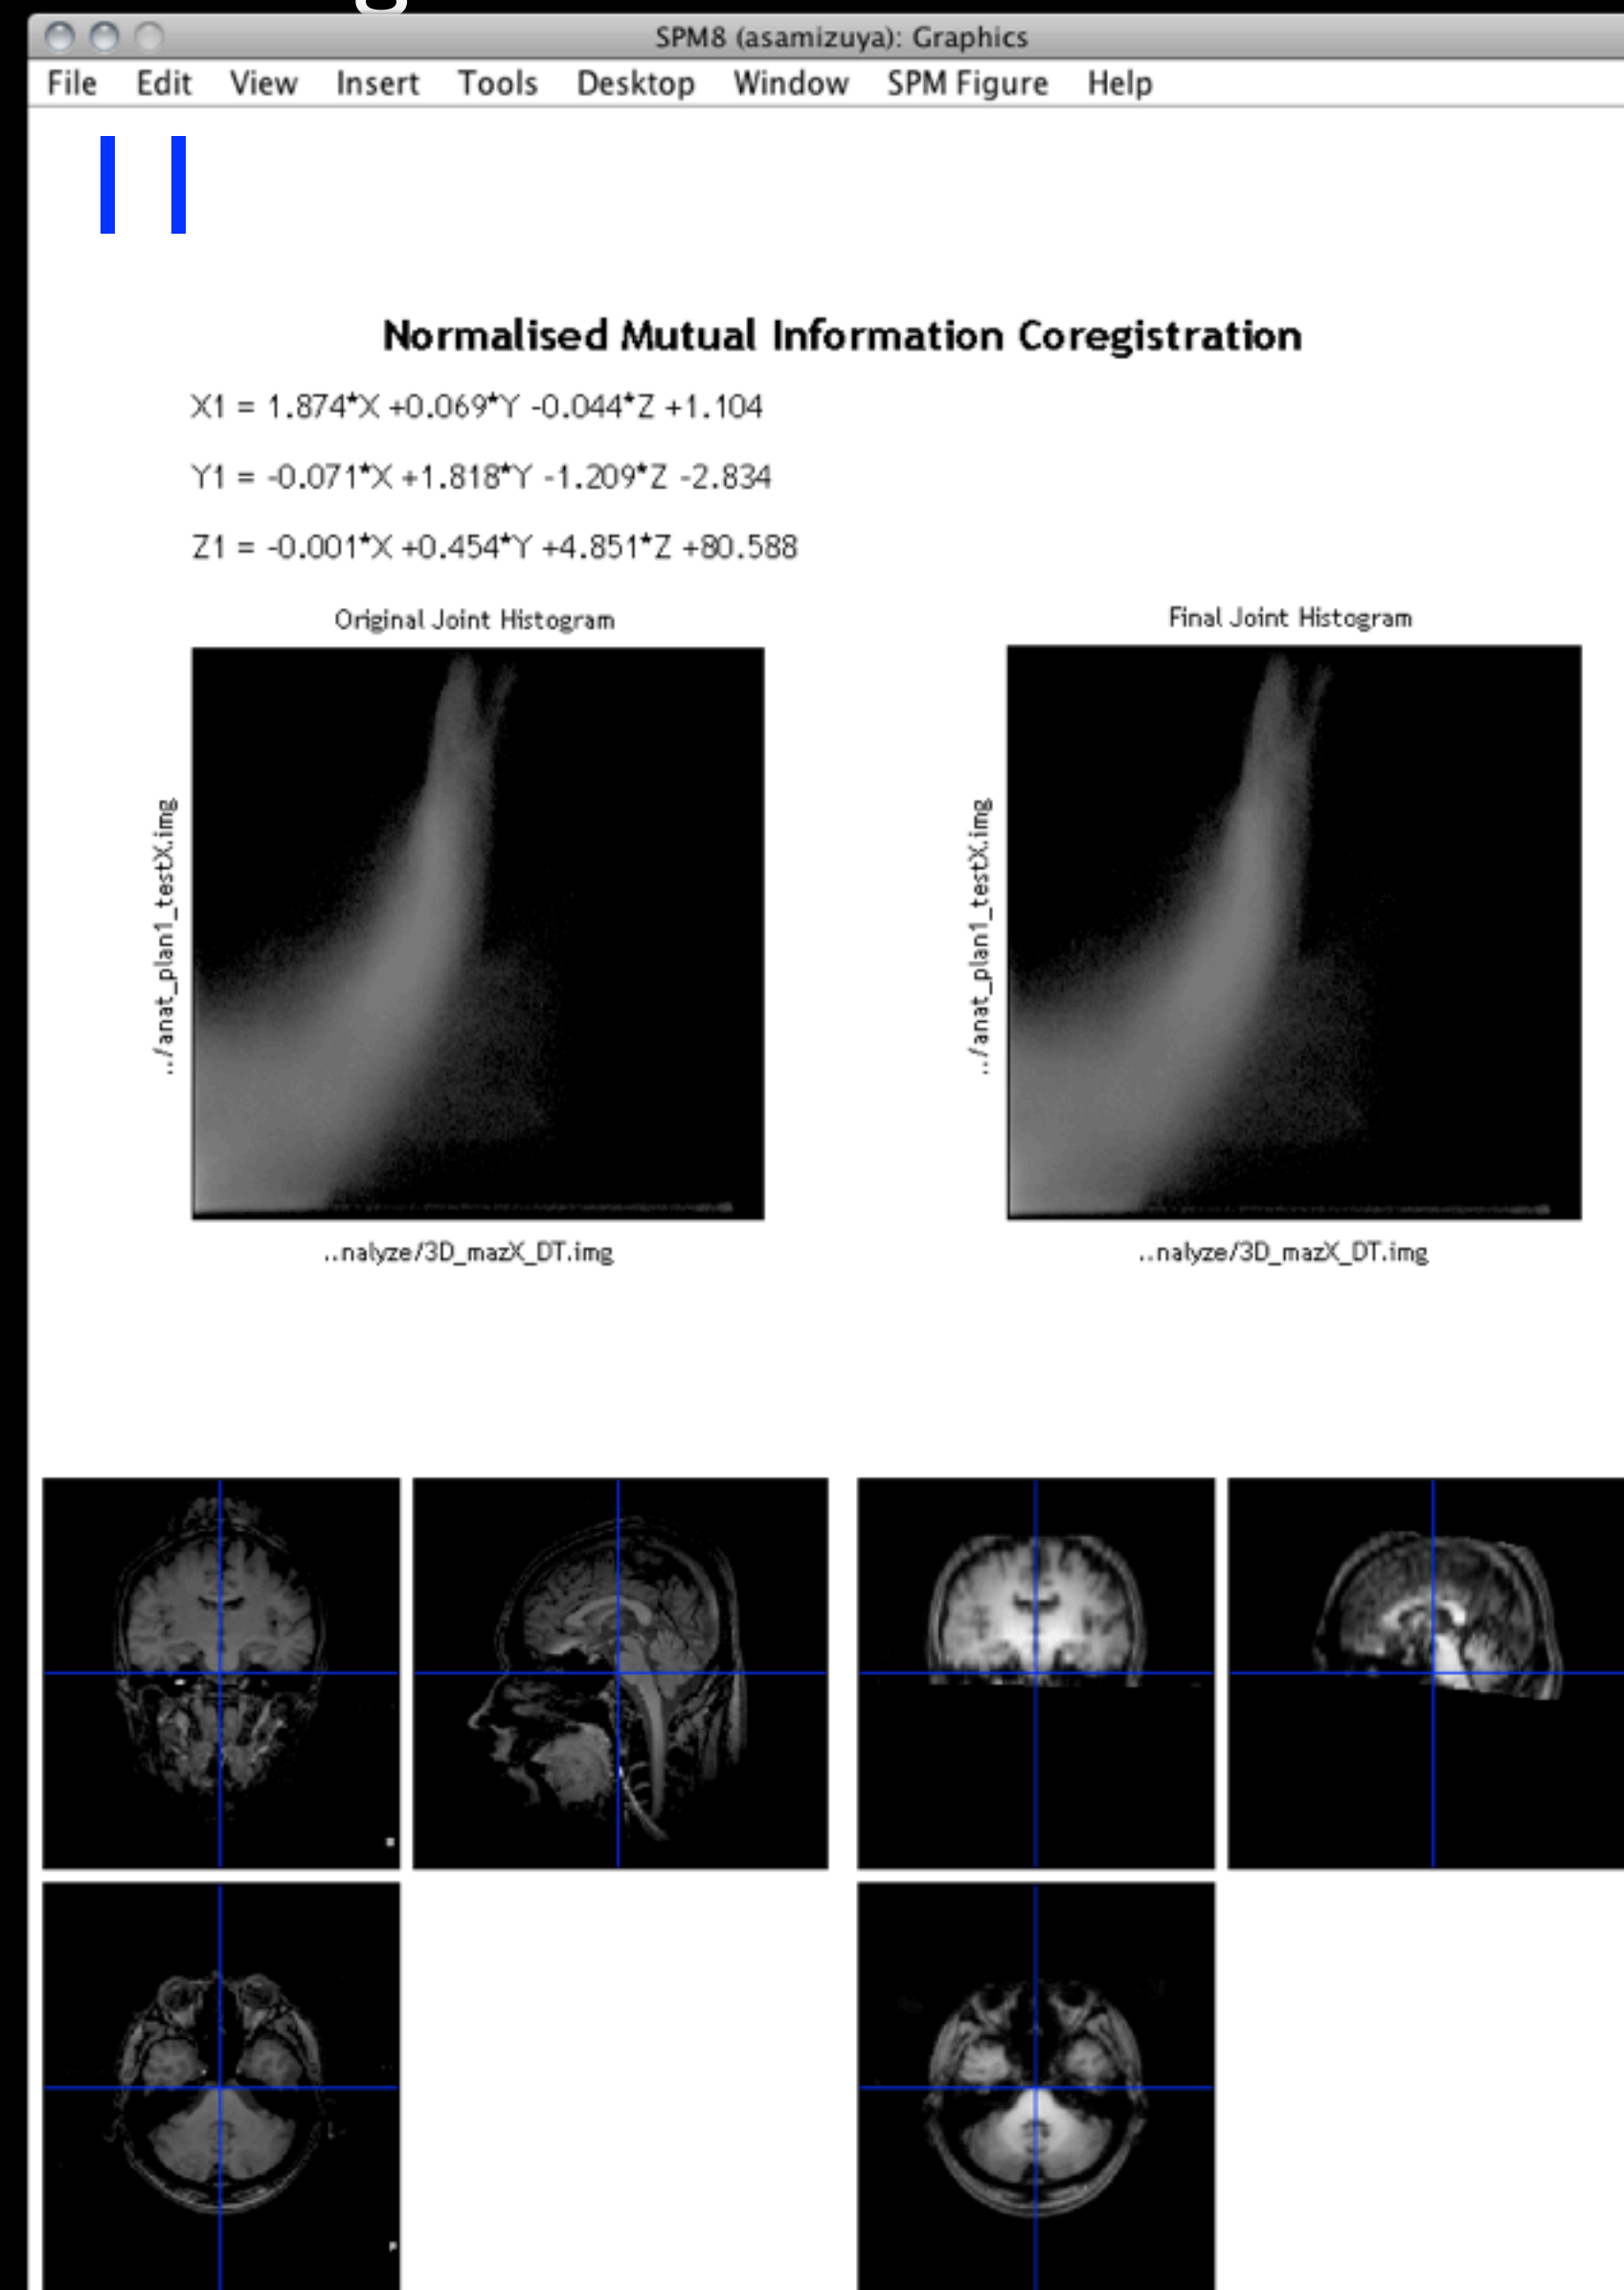 SPM8 (asamizuya): Graphics
File Edit View Insert Tools Desktop Window SPM Figure Help
Normalised Mutual Information Coregistration
X1 = 1.874*X +0.069*Y -0.044*Z +1.104
Y1 = -0.071*X +1.818*Y -1.209*Z -2.834
Z1 = -0.001*X +0.454*Y +4.851*Z +80.588
Original Joint Histogram
../anat_plan1_testX.img
..nalyze/3D_mazX_DT.img
Final Joint Histogram
../anat_plan1_testX.img
..nalyze/3D_mazX_DT.img